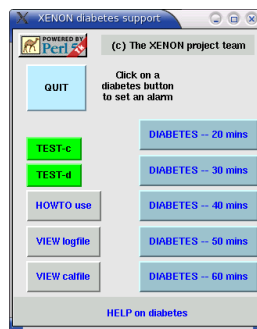 XENON diabetes support
POWERED BY
Perl 5
(c) The XENON project team
QUIT
Click on a
diabetes button
to set an alarm
DIABETES -- 20 mins
TEST-c
DIABETES -- 30 mins
TEST-d
HOWTO use
DIABETES -- 40 mins
VIEW logfile
DIABETES -- 50 mins
VIEW calfile
DIABETES -- 60 mins
HELP on diabetes